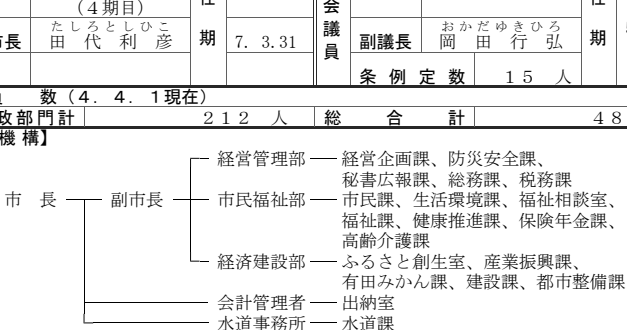 (４期目)
任
会
任
市長
たしろとしひこ
田代利彦
期
7. 3.31
議
員
副議長
おかだゆきひろ
岡田行弘
期
条例定数
１５人
数（４．４．１現在）
政部門計
２１２人
総合計
４８
機構】
市長
副市長
経営管理部
経営企画課、防災安全課、
秘書広報課、総務課、税務課
市民福祉部
市民課、生活環境課、福祉相談室、
福祉課、健康推進課、保険年金課、
高齢介護課
経済建設部
ふるさと創生室、産業振興課、
有田みかん課、建設課、都市整備課
会計管理者
出納室
水道事務所
水道課